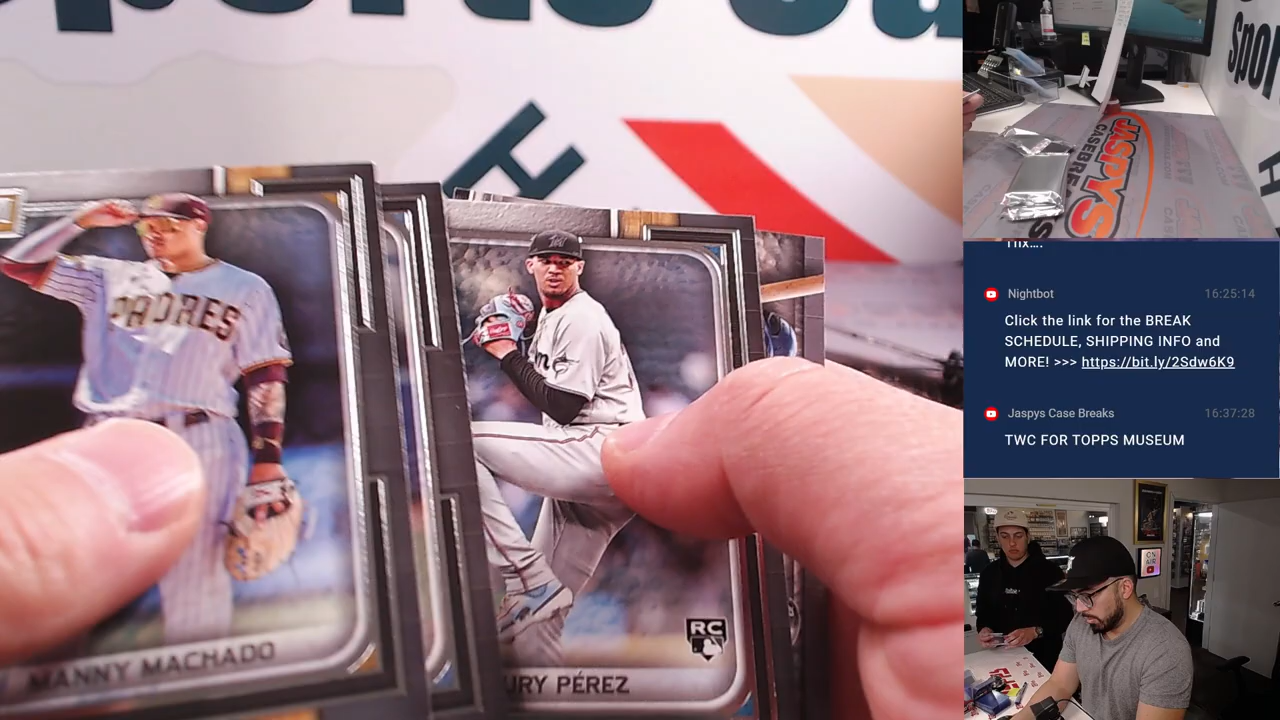 PADRES
MANNY MACHADO
URY PÉREZ
RC
JASPYS
CASEBRE
Spor
Nightbot
16:25:14
Click the link for the BREAK
SCHEDULE, SHIPPING INFO and
MORE! >>> https://bit.ly/2Sdw6K9
Jaspys Case Breaks
16:37:28
TWC FOR TOPPS MUSEUM